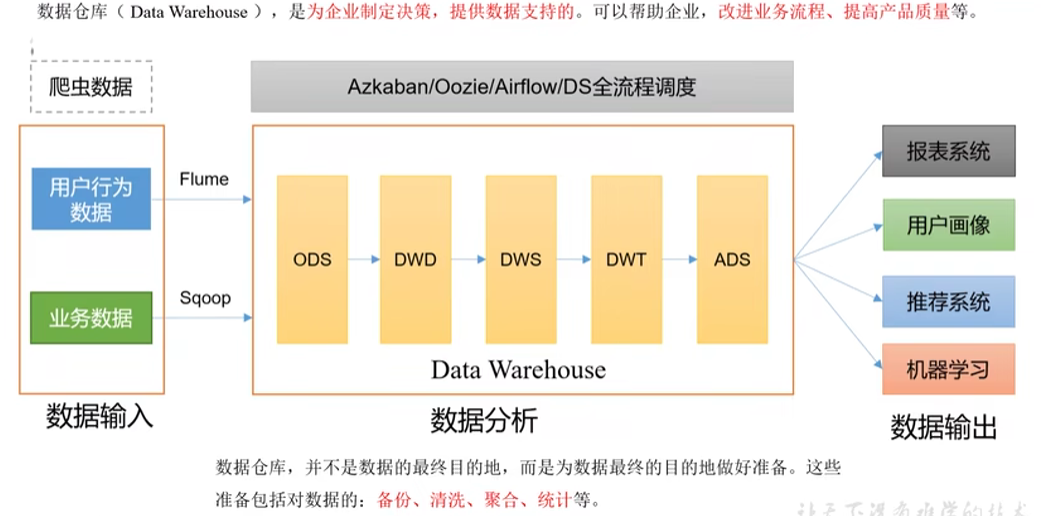 数据仓库（ Data Warehouse ），是为企业制定决策，提供数据支持的。可以帮助企业，改进业务流程、提高产品质量等。
爬虫数据
Azkaban/Oozie/Airflow/DS全流程调度
用户行为
数据
Flume
业务数据
Sqoop
ODS
DWD
DWS
DWT
ADS
Data Warehouse
报表系统
用户画像
推荐系统
机器学习
数据输入
数据分析
数据输出
数据仓库，并不是数据的最终目的地，而是为数据最终的目的地做好准备。这些
准备包括对数据的：备份、清洗、聚合、统计等。